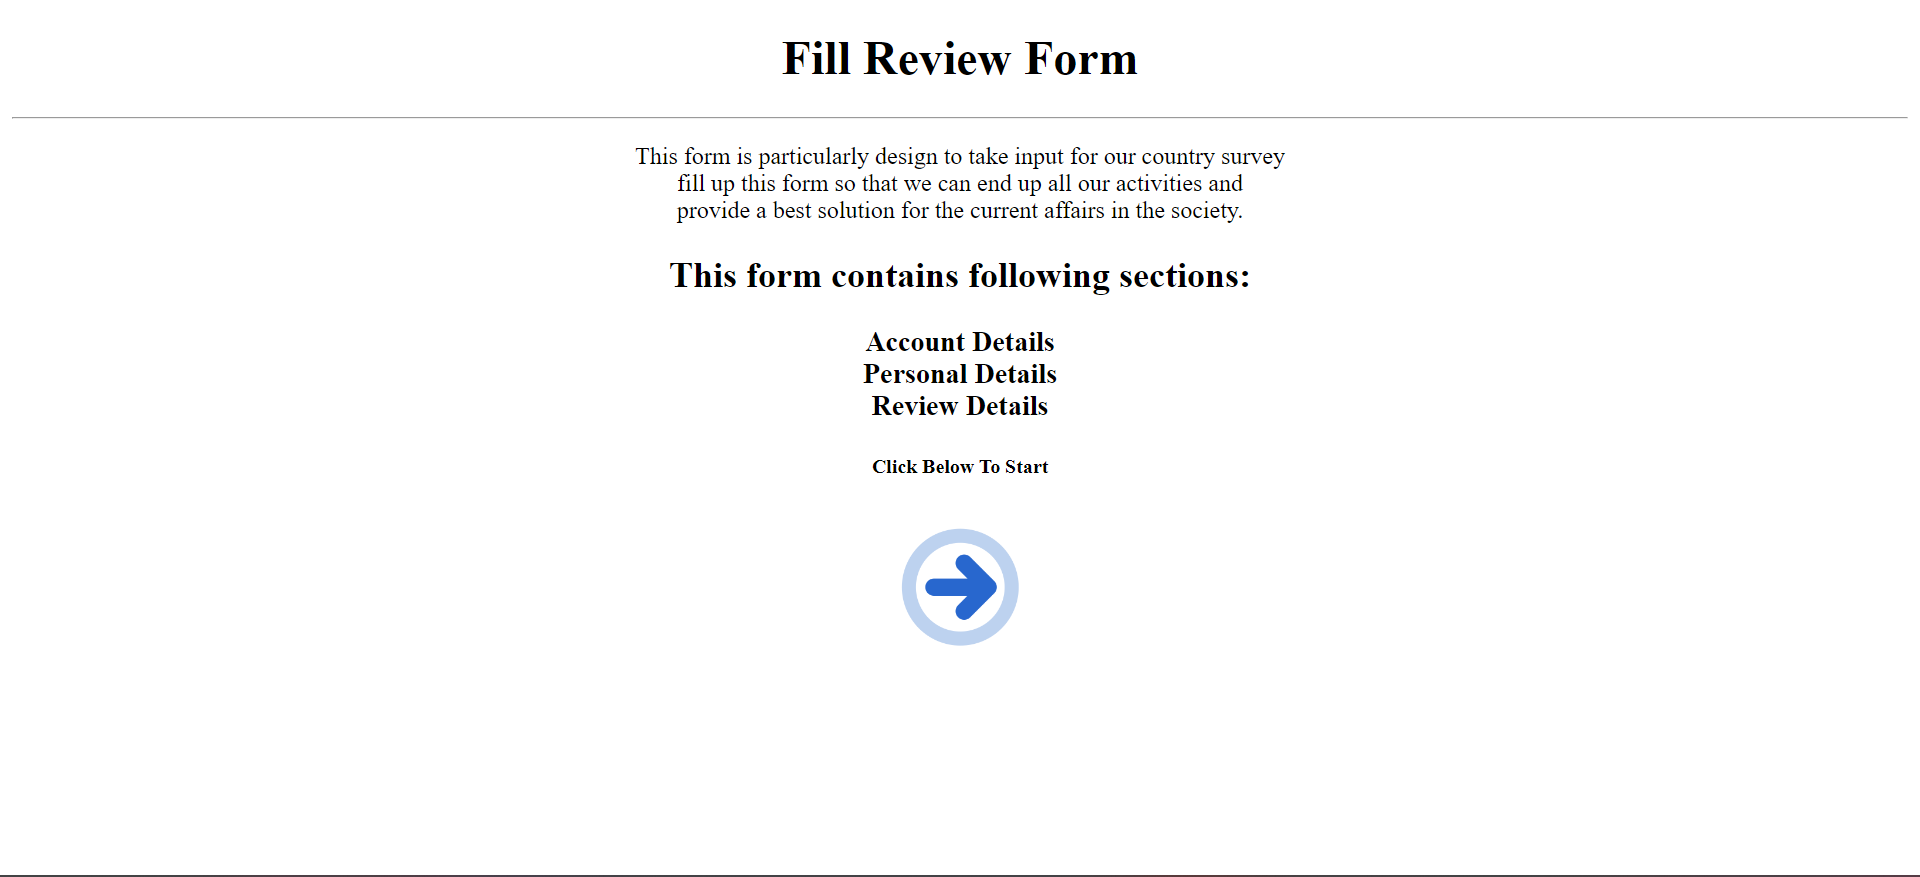 Fill Review Form
This form is particularly design to take input for our country survey
fill up this form so that we can end up all our activities and
provide a best solution for the current affairs in the society.
This form contains following sections:
Account Details
Personal Details
Review Details
Click Below To Start